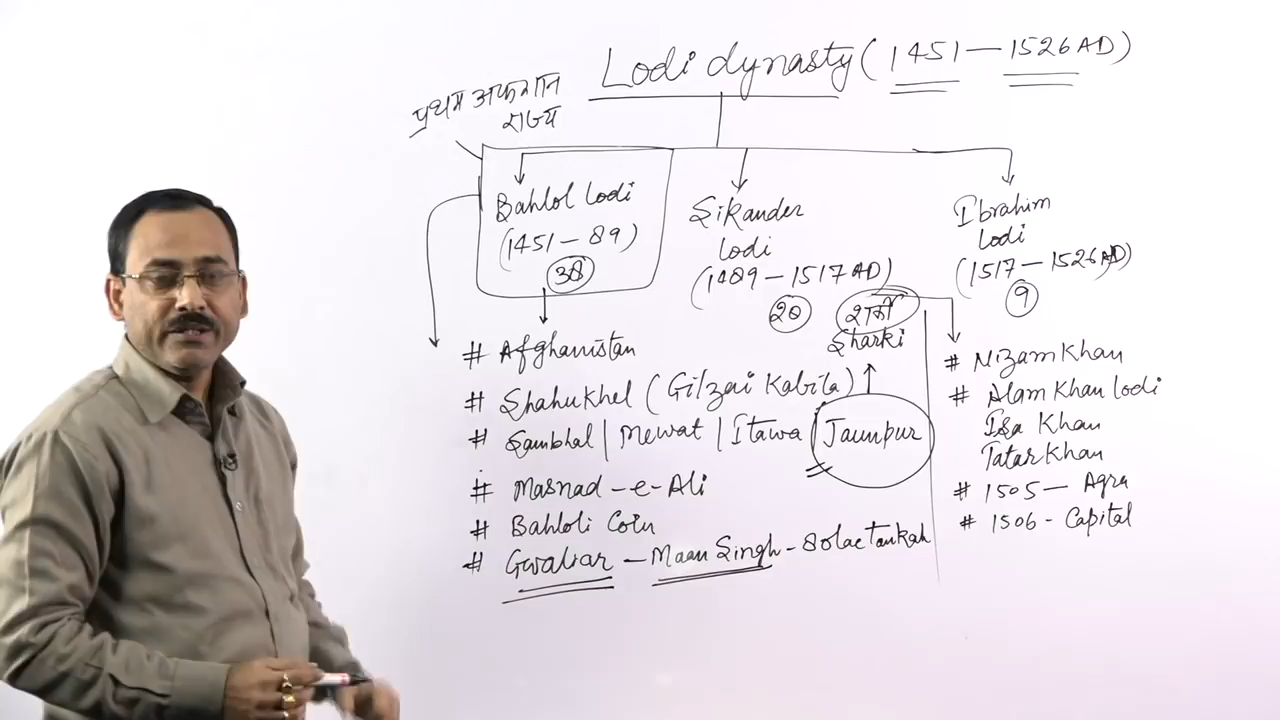 Lodi dynasty (1451 — 1526 AD)
प्रथम अफगान
राज्य
Bahlol Lodi
(1451 — 89)
38
Sikander
lodi
(1489 — 1517 AD)
28
Ibrahim
Lodi
(1517 — 1526 AD)
9
# Afghanistan
# Shahukhel (Gilzai Kabila)
# Sambhal | Mewat | Itawa | Jaunpur
शर्की
Sharki
# Masnad-e-Ali
# Bahloli Coin
# Gwaliar — Maan Singh - 80 lac Tankah
# Nizam Khan
# Alam Khan Lodi
Isa Khan
Tatar Khan
# 1505 — Agra
# 1506 - Capital